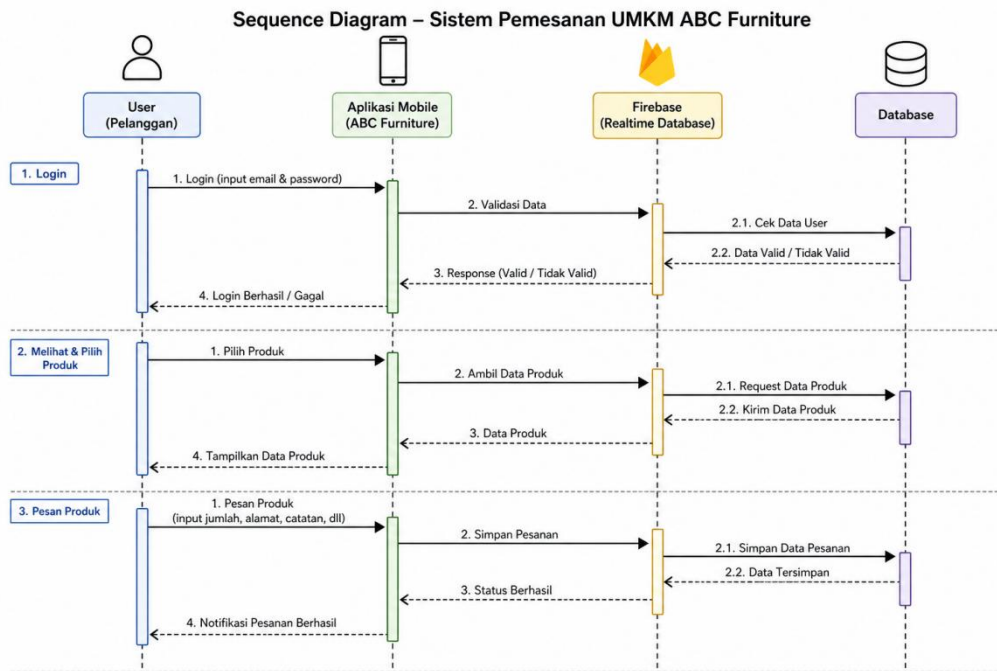 Sequence Diagram – Sistem Pemesanan UMKM ABC Furniture
User
(Pelanggan)
Aplikasi Mobile
(ABC Furniture)
Firebase
(Realtime Database)
Database
1. Login
1. Login (input email & password)
2. Validasi Data
2.1. Cek Data User
2.2. Data Valid / Tidak Valid
3. Response (Valid / Tidak Valid)
4. Login Berhasil / Gagal
2. Melihat & Pilih
Produk
1. Pilih Produk
2. Ambil Data Produk
2.1. Request Data Produk
2.2. Kirim Data Produk
3. Data Produk
4. Tampilkan Data Produk
3. Pesan Produk
1. Pesan Produk
(input jumlah, alamat, catatan, dll)
2. Simpan Pesanan
2.1. Simpan Data Pesanan
2.2. Data Tersimpan
3. Status Berhasil
4. Notifikasi Pesanan Berhasil